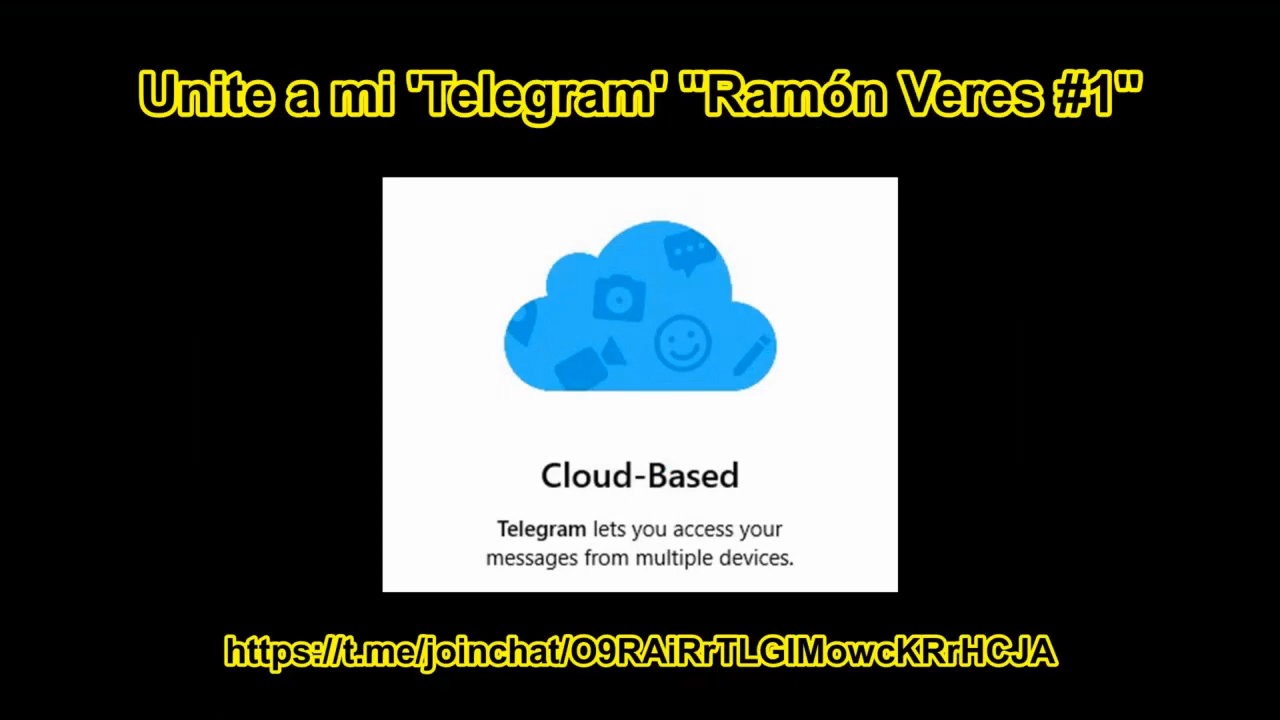 Unite a mi 'Telegram' "Ramón Veres #1"
Cloud-Based
Telegram lets you access your
messages from multiple devices.
https://t.me/joinchat/O9RAiRrTLGlMowcKRrHCJA